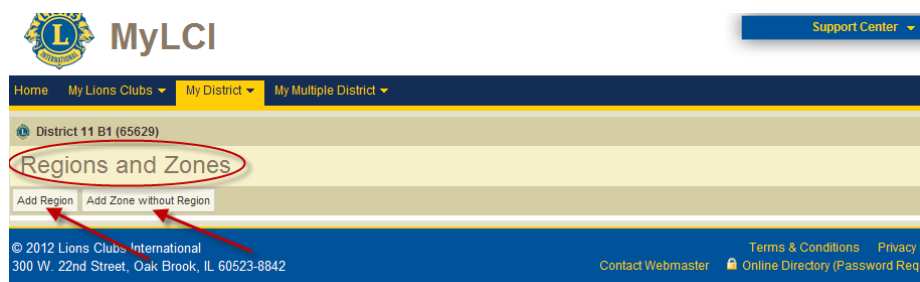 MyLCI
Support Center
Home My Lions Clubs My District My Multiple District
District 11 B1 (65629)
Regions and Zones
Add Region Add Zone without Region
© 2012 Lions Clubs International Terms & Conditions Privacy
300 W. 22nd Street, Oak Brook, IL 60523-8842 Contact Webmaster Online Directory (Password Req
L
INTERNATIONAL